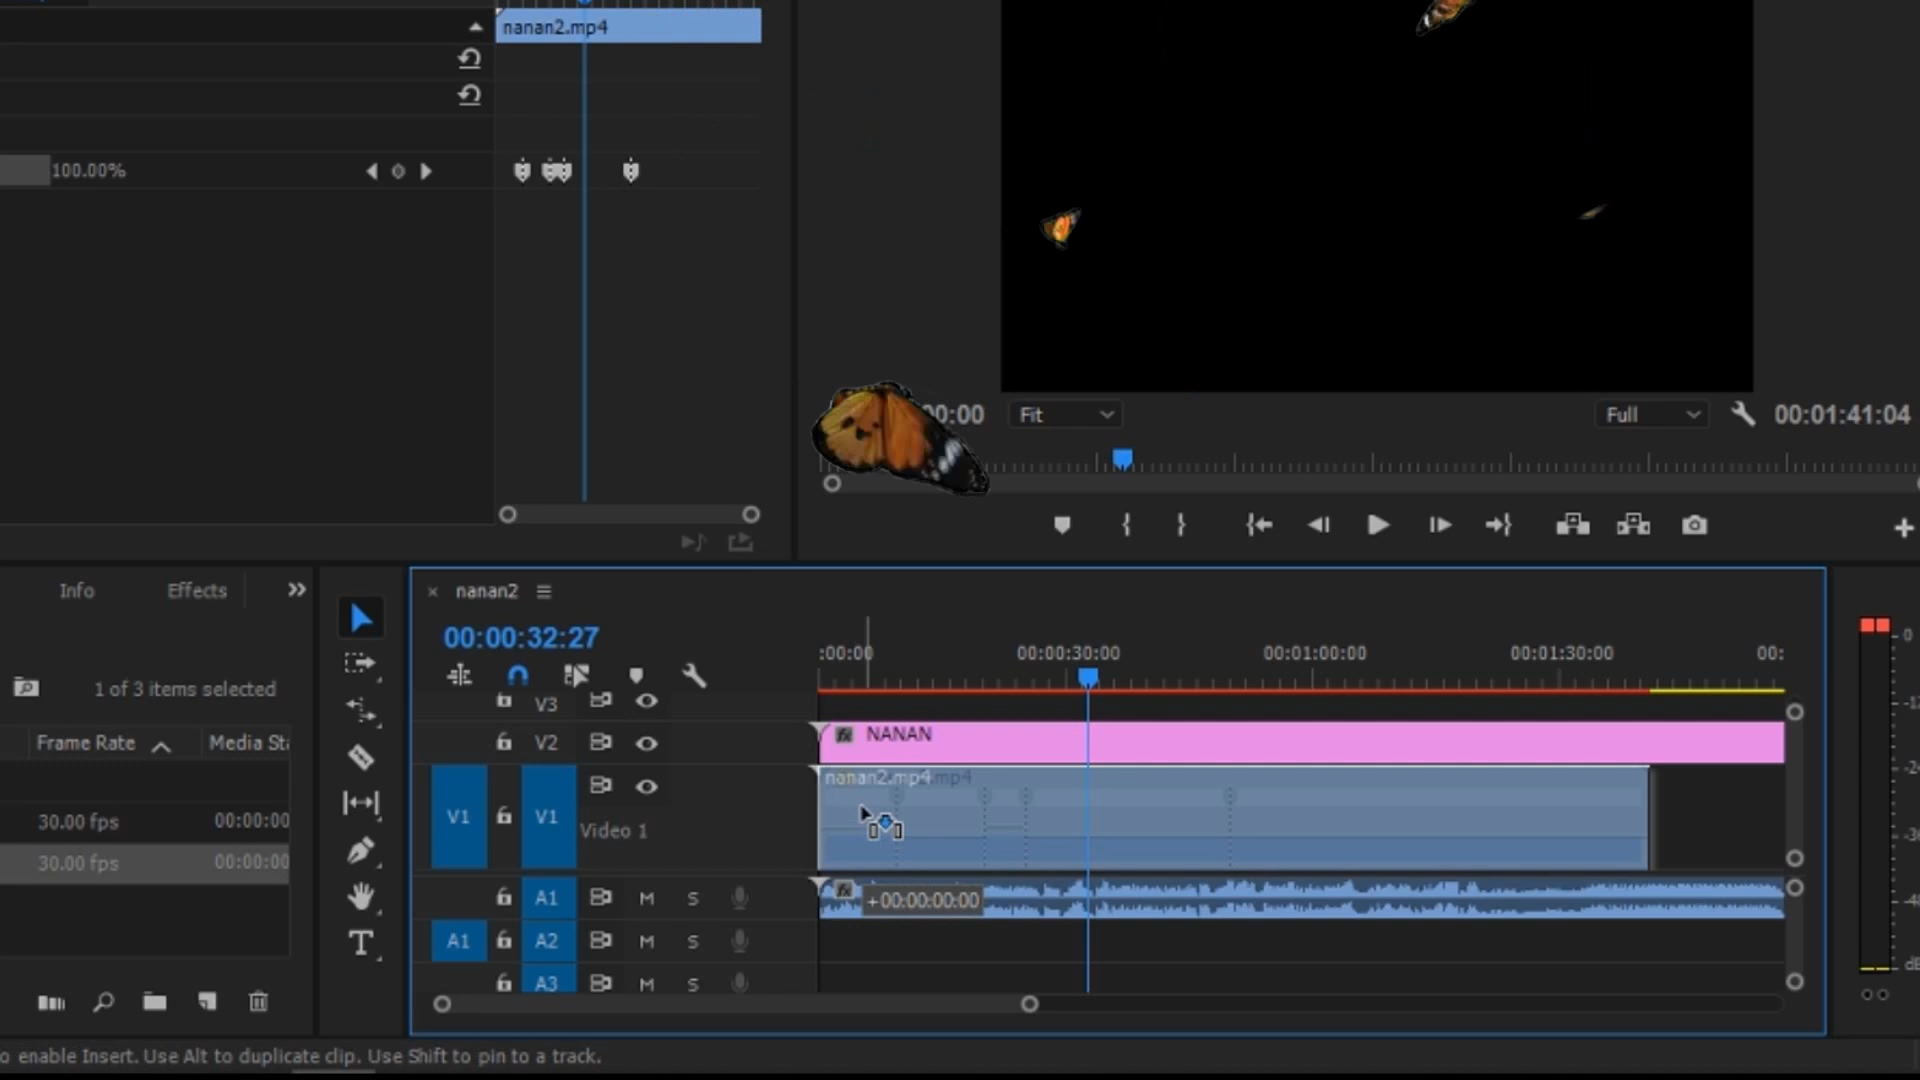 nanan2.mp4
100.00%
00:00
Fit
Full
00:01:41:04
Info
Effects
nanan2
00:00:32:27
:00:00
00:00:30:00
00:01:00:00
00:01:30:00
00:
1 of 3 items selected
Frame Rate
Media Sta
30.00 fps
00:00:00
30.00 fps
00:00:00
V3
V2
NANAN
nanan2.mp4.mp4
V1
V1
Video 1
A1
M
S
+00:00:00:00
A1
A2
M
S
A3
M
S
0
dB
o enable Insert. Use Alt to duplicate clip. Use Shift to pin to a track.